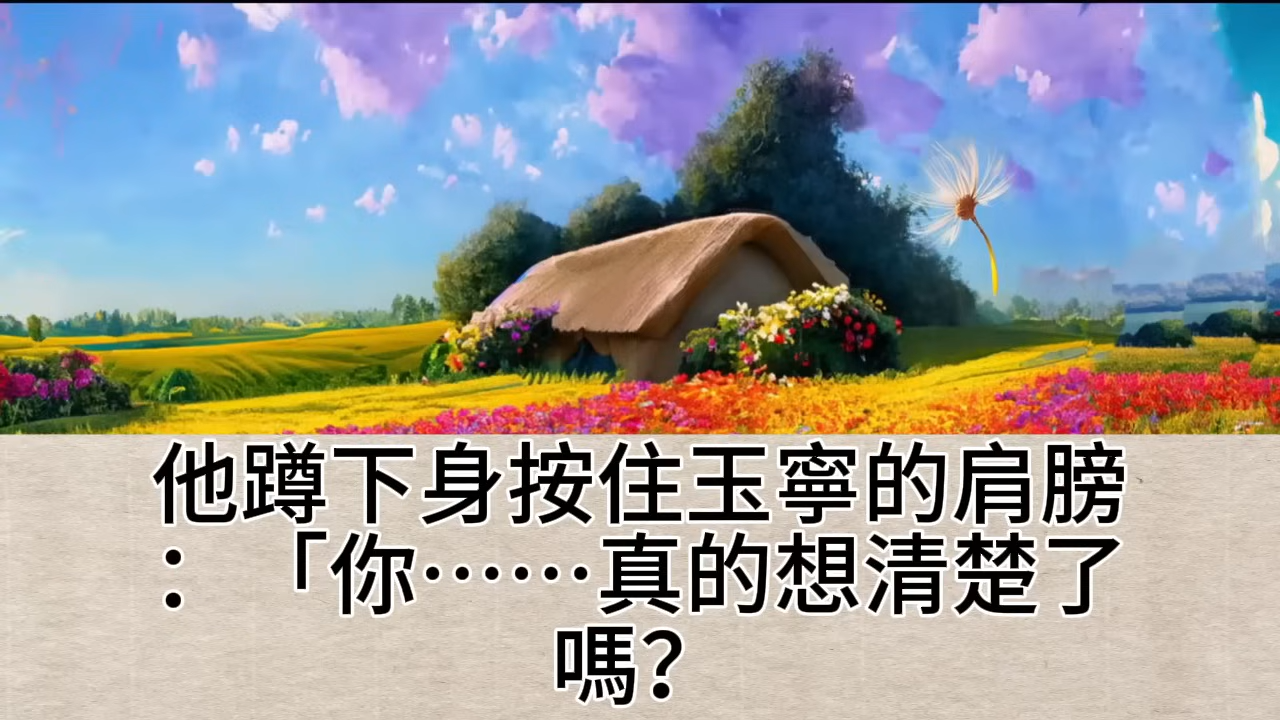 他蹲下身按住玉寧的肩膀
：「你……真的想清楚了
嗎？